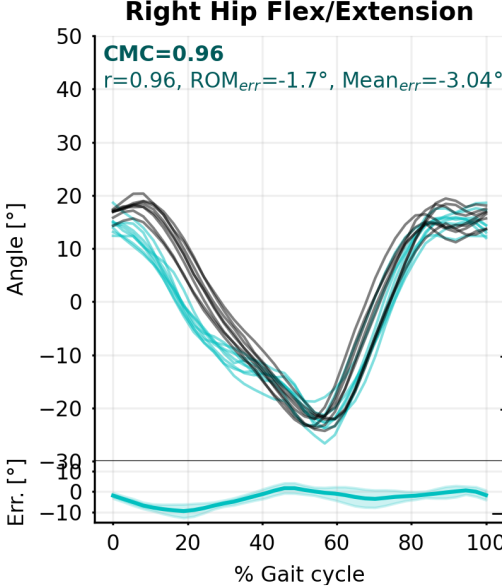 Right Hip Flex/Extension
50
CMC=0.96
r=0.96, ROMerr=-1.7°, Meanerr=-3.04°
40
30
20
10
0
−10
−20
−30
Angle [°]
10
0
−10
Err. [°]
0 20 40 60 80 100
% Gait cycle